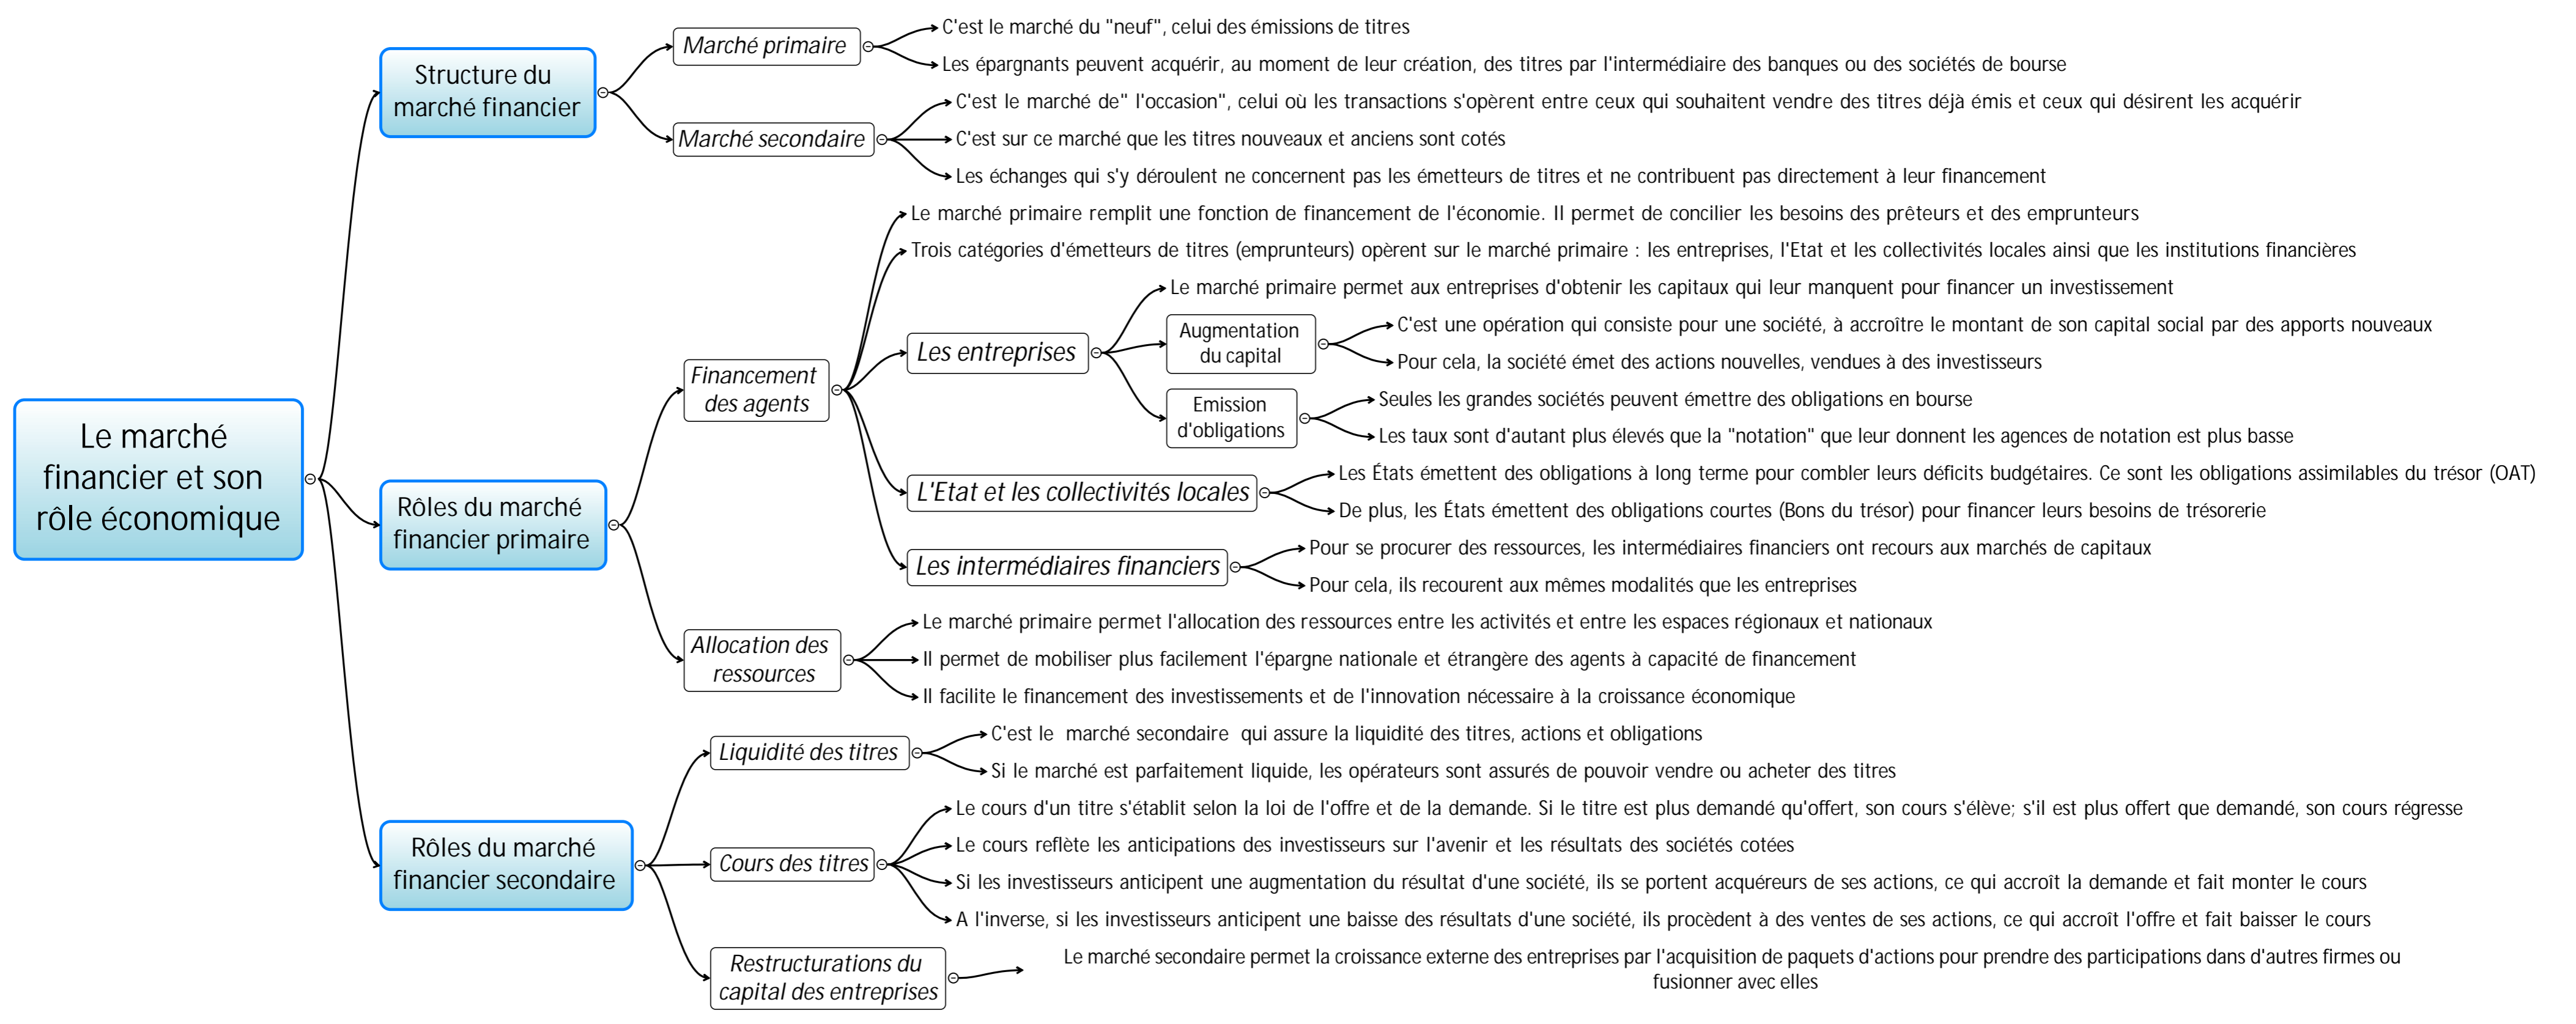 Le marché
financier et son
rôle économique
Structure du
marché financier
Marché primaire
C'est le marché du "neuf", celui des émissions de titres
Les épargnants peuvent acquérir, au moment de leur création, des titres par l'intermédiaire des banques ou des sociétés de bourse
Marché secondaire
C'est le marché de" l'occasion", celui où les transactions s'opèrent entre ceux qui souhaitent vendre des titres déjà émis et ceux qui désirent les acquérir
C'est sur ce marché que les titres nouveaux et anciens sont cotés
Les échanges qui s'y déroulent ne concernent pas les émetteurs de titres et ne contribuent pas directement à leur financement
Rôles du marché
financier primaire
Financement
des agents
Le marché primaire remplit une fonction de financement de l'économie. Il permet de concilier les besoins des prêteurs et des emprunteurs
Trois catégories d'émetteurs de titres (emprunteurs) opèrent sur le marché primaire : les entreprises, l'Etat et les collectivités locales ainsi que les institutions financières
Les entreprises
Le marché primaire permet aux entreprises d'obtenir les capitaux qui leur manquent pour financer un investissement
Augmentation
du capital
C'est une opération qui consiste pour une société, à accroître le montant de son capital social par des apports nouveaux
Pour cela, la société émet des actions nouvelles, vendues à des investisseurs
Emission
d'obligations
Seules les grandes sociétés peuvent émettre des obligations en bourse
Les taux sont d'autant plus élevés que la "notation" que leur donnent les agences de notation est plus basse
L'Etat et les collectivités locales
Les États émettent des obligations à long terme pour combler leurs déficits budgétaires. Ce sont les obligations assimilables du trésor (OAT)
De plus, les États émettent des obligations courtes (Bons du trésor) pour financer leurs besoins de trésorerie
Les intermédiaires financiers
Pour se procurer des ressources, les intermédiaires financiers ont recours aux marchés de capitaux
Pour cela, ils recourent aux mêmes modalités que les entreprises
Allocation des
ressources
Le marché primaire permet l'allocation des ressources entre les activités et entre les espaces régionaux et nationaux
Il permet de mobiliser plus facilement l'épargne nationale et étrangère des agents à capacité de financement
Il facilite le financement des investissements et de l'innovation nécessaire à la croissance économique
Rôles du marché
financier secondaire
Liquidité des titres
C'est le  marché secondaire  qui assure la liquidité des titres, actions et obligations
Si le marché est parfaitement liquide, les opérateurs sont assurés de pouvoir vendre ou acheter des titres
Cours des titres
Le cours d'un titre s'établit selon la loi de l'offre et de la demande. Si le titre est plus demandé qu'offert, son cours s'élève; s'il est plus offert que demandé, son cours régresse
Le cours reflète les anticipations des investisseurs sur l'avenir et les résultats des sociétés cotées
Si les investisseurs anticipent une augmentation du résultat d'une société, ils se portent acquéreurs de ses actions, ce qui accroît la demande et fait monter le cours
A l'inverse, si les investisseurs anticipent une baisse des résultats d'une société, ils procèdent à des ventes de ses actions, ce qui accroît l'offre et fait baisser le cours
Restructurations du
capital des entreprises
Le marché secondaire permet la croissance externe des entreprises par l'acquisition de paquets d'actions pour prendre des participations dans d'autres firmes ou
fusionner avec elles